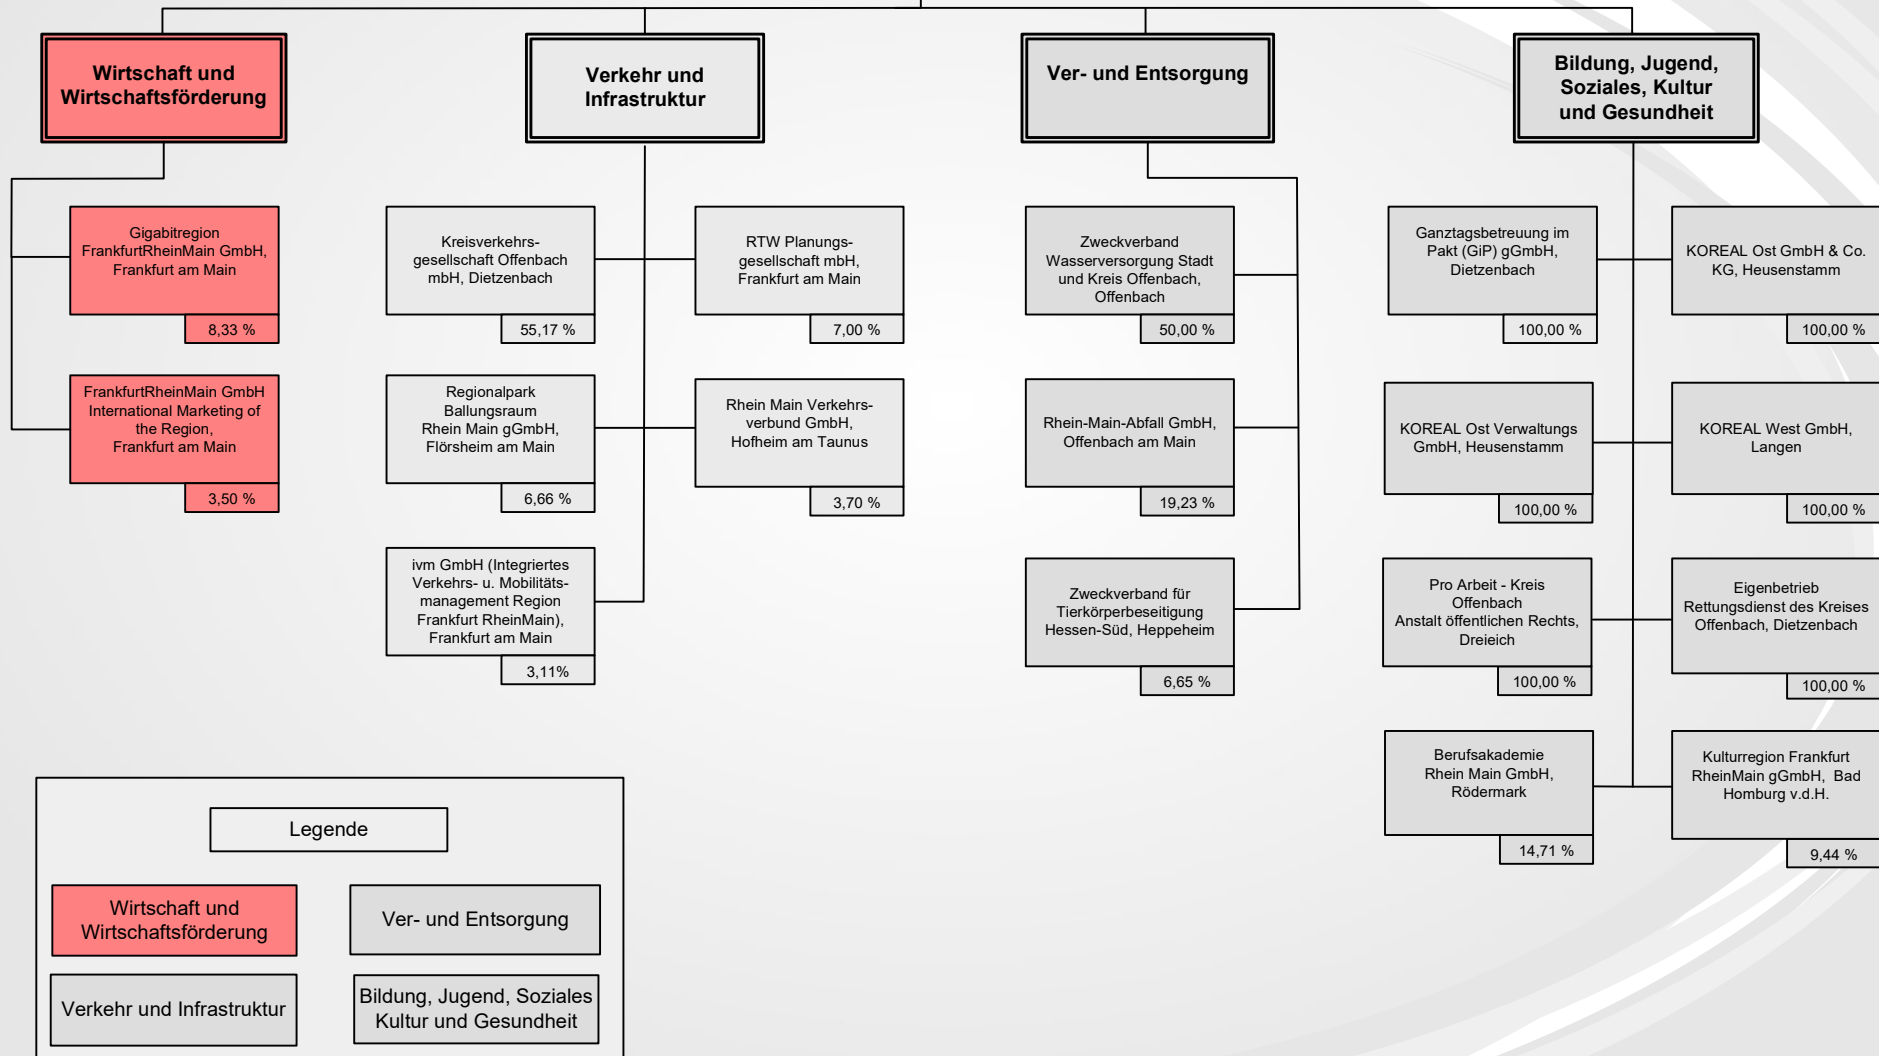 Wirtschaft und
Wirtschaftsförderung
Verkehr und
Infrastruktur
Ver- und Entsorgung
Bildung, Jugend,
Soziales, Kultur
und Gesundheit
Gigabitregion
FrankfurtRheinMain GmbH,
Frankfurt am Main
8,33 %
FrankfurtRheinMain GmbH
International Marketing of
the Region,
Frankfurt am Main
3,50 %
Kreisverkehrs-
gesellschaft Offenbach
mbH, Dietzenbach
55,17 %
RTW Planungs-
gesellschaft mbH,
Frankfurt am Main
7,00 %
Regionalpark
Ballungsraum
Rhein Main gGmbH,
Flörsheim am Main
6,66 %
Rhein Main Verkehrs-
verbund GmbH,
Hofheim am Taunus
3,70 %
ivm GmbH (Integriertes
Verkehrs- u. Mobilitäts-
management Region
Frankfurt RheinMain),
Frankfurt am Main
3,11%
Zweckverband
Wasserversorgung Stadt
und Kreis Offenbach,
Offenbach
50,00 %
Rhein-Main-Abfall GmbH,
Offenbach am Main
19,23 %
Zweckverband für
Tierkörperbeseitigung
Hessen-Süd, Heppeheim
6,65 %
Ganztagsbetreuung im
Pakt (GiP) gGmbH,
Dietzenbach
100,00 %
KOREAL Ost GmbH & Co.
KG, Heusenstamm
100,00 %
KOREAL Ost Verwaltungs
GmbH, Heusenstamm
100,00 %
KOREAL West GmbH,
Langen
100,00 %
Pro Arbeit - Kreis
Offenbach
Anstalt öffentlichen Rechts,
Dreieich
100,00 %
Eigenbetrieb
Rettungsdienst des Kreises
Offenbach, Dietzenbach
100,00 %
Berufsakademie
Rhein Main GmbH,
Rödermark
14,71 %
Kulturregion Frankfurt
RheinMain gGmbH, Bad
Homburg v.d.H.
9,44 %
Legende
Wirtschaft und
Wirtschaftsförderung
Ver- und Entsorgung
Verkehr und Infrastruktur
Bildung, Jugend, Soziales
Kultur und Gesundheit